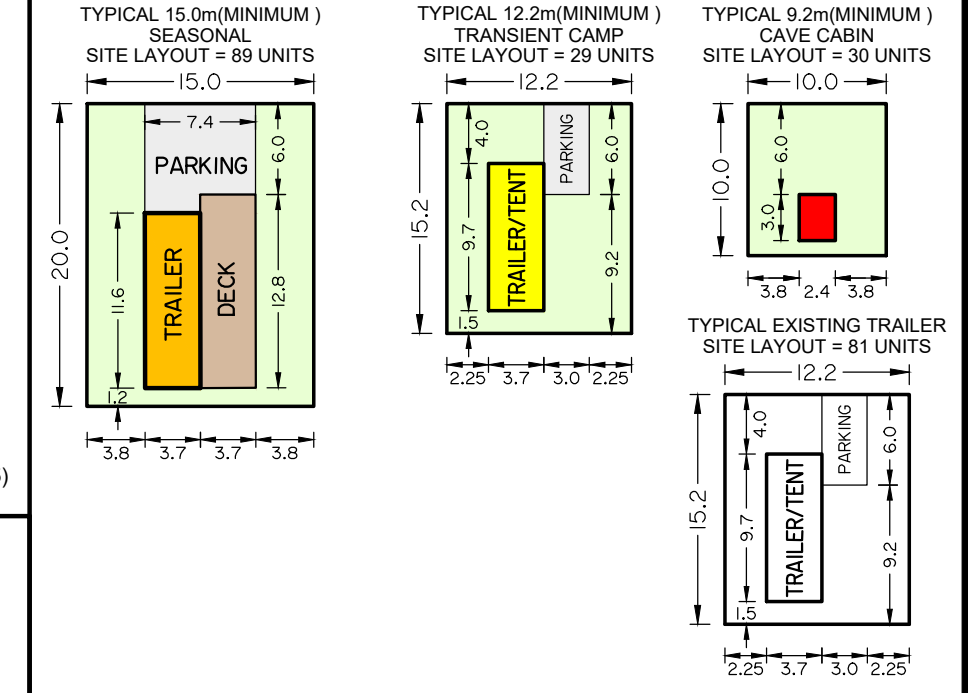 TYPICAL 15.0m(MINIMUM )
SEASONAL
SITE LAYOUT = 89 UNITS
15.0
7.4
PARKING
6.0
20.0
11.6
TRAILER
DECK
12.8
1.2
3.8 3.7 3.7 3.8
TYPICAL 12.2m(MINIMUM )
TRANSIENT CAMP
SITE LAYOUT = 29 UNITS
12.2
4.0
PARKING
6.0
15.2
9.7
TRAILER/TENT
9.2
1.5
2.25 3.7 3.0 2.25
TYPICAL 9.2m(MINIMUM )
CAVE CABIN
SITE LAYOUT = 30 UNITS
10.0
6.0
10.0
3.0
3.8 2.4 3.8
TYPICAL EXISTING TRAILER
SITE LAYOUT = 81 UNITS
12.2
4.0
PARKING
6.0
15.2
9.7
TRAILER/TENT
9.2
1.5
2.25 3.7 3.0 2.25